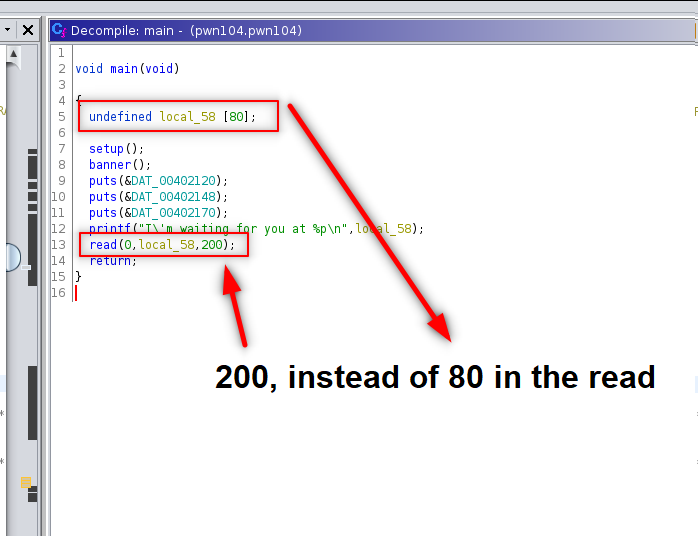 Decompile: main - (pwn104.pwn104)
1
2 void main(void)
3
4 {
5 undefined local_58 [80];
6
7 setup();
8 banner();
9 puts(&DAT_00402120);
10 puts(&DAT_00402148);
11 puts(&DAT_00402170);
12 printf("I\'m waiting for you at %p\n",local_58);
13 read(0,local_58,200);
14 return;
15 }
16
200, instead of 80 in the read